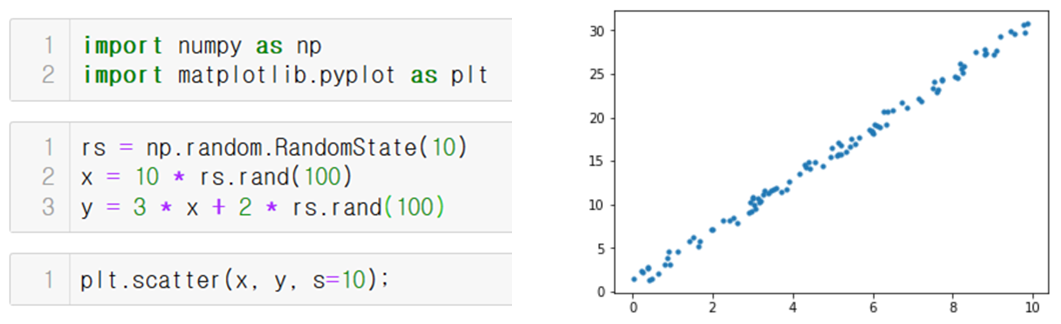 1 import numpy as np
2 import matplotlib.pyplot as plt
1 rs = np.random.RandomState(10)
2 x = 10 * rs.rand(100)
3 y = 3 * x + 2 * rs.rand(100)
1 plt.scatter(x, y, s=10);
30
25
20
15
10
5
0
0 2 4 6 8 10